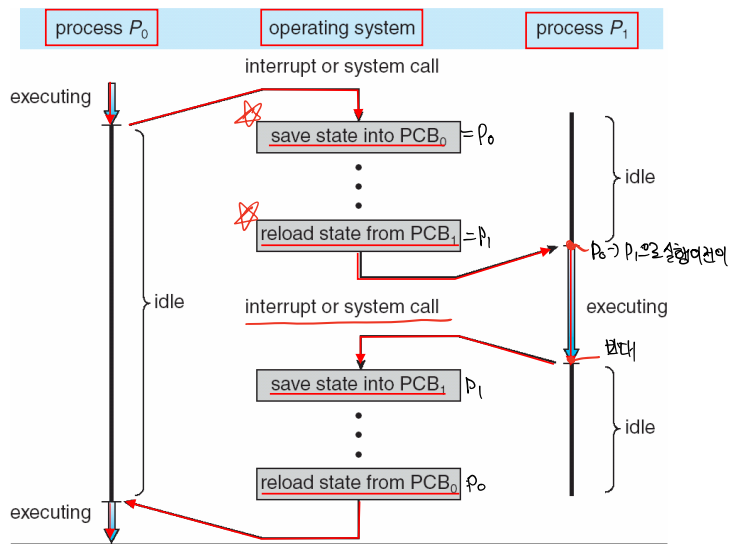 process P0
operating system
process P1
interrupt or system call
executing
save state into PCB0 = P0
idle
reload state from PCB1 = P1
P0 → P1으로 실행이전이
idle
interrupt or system call
executing
반대
save state into PCB1 P1
idle
reload state from PCB0 P0
executing